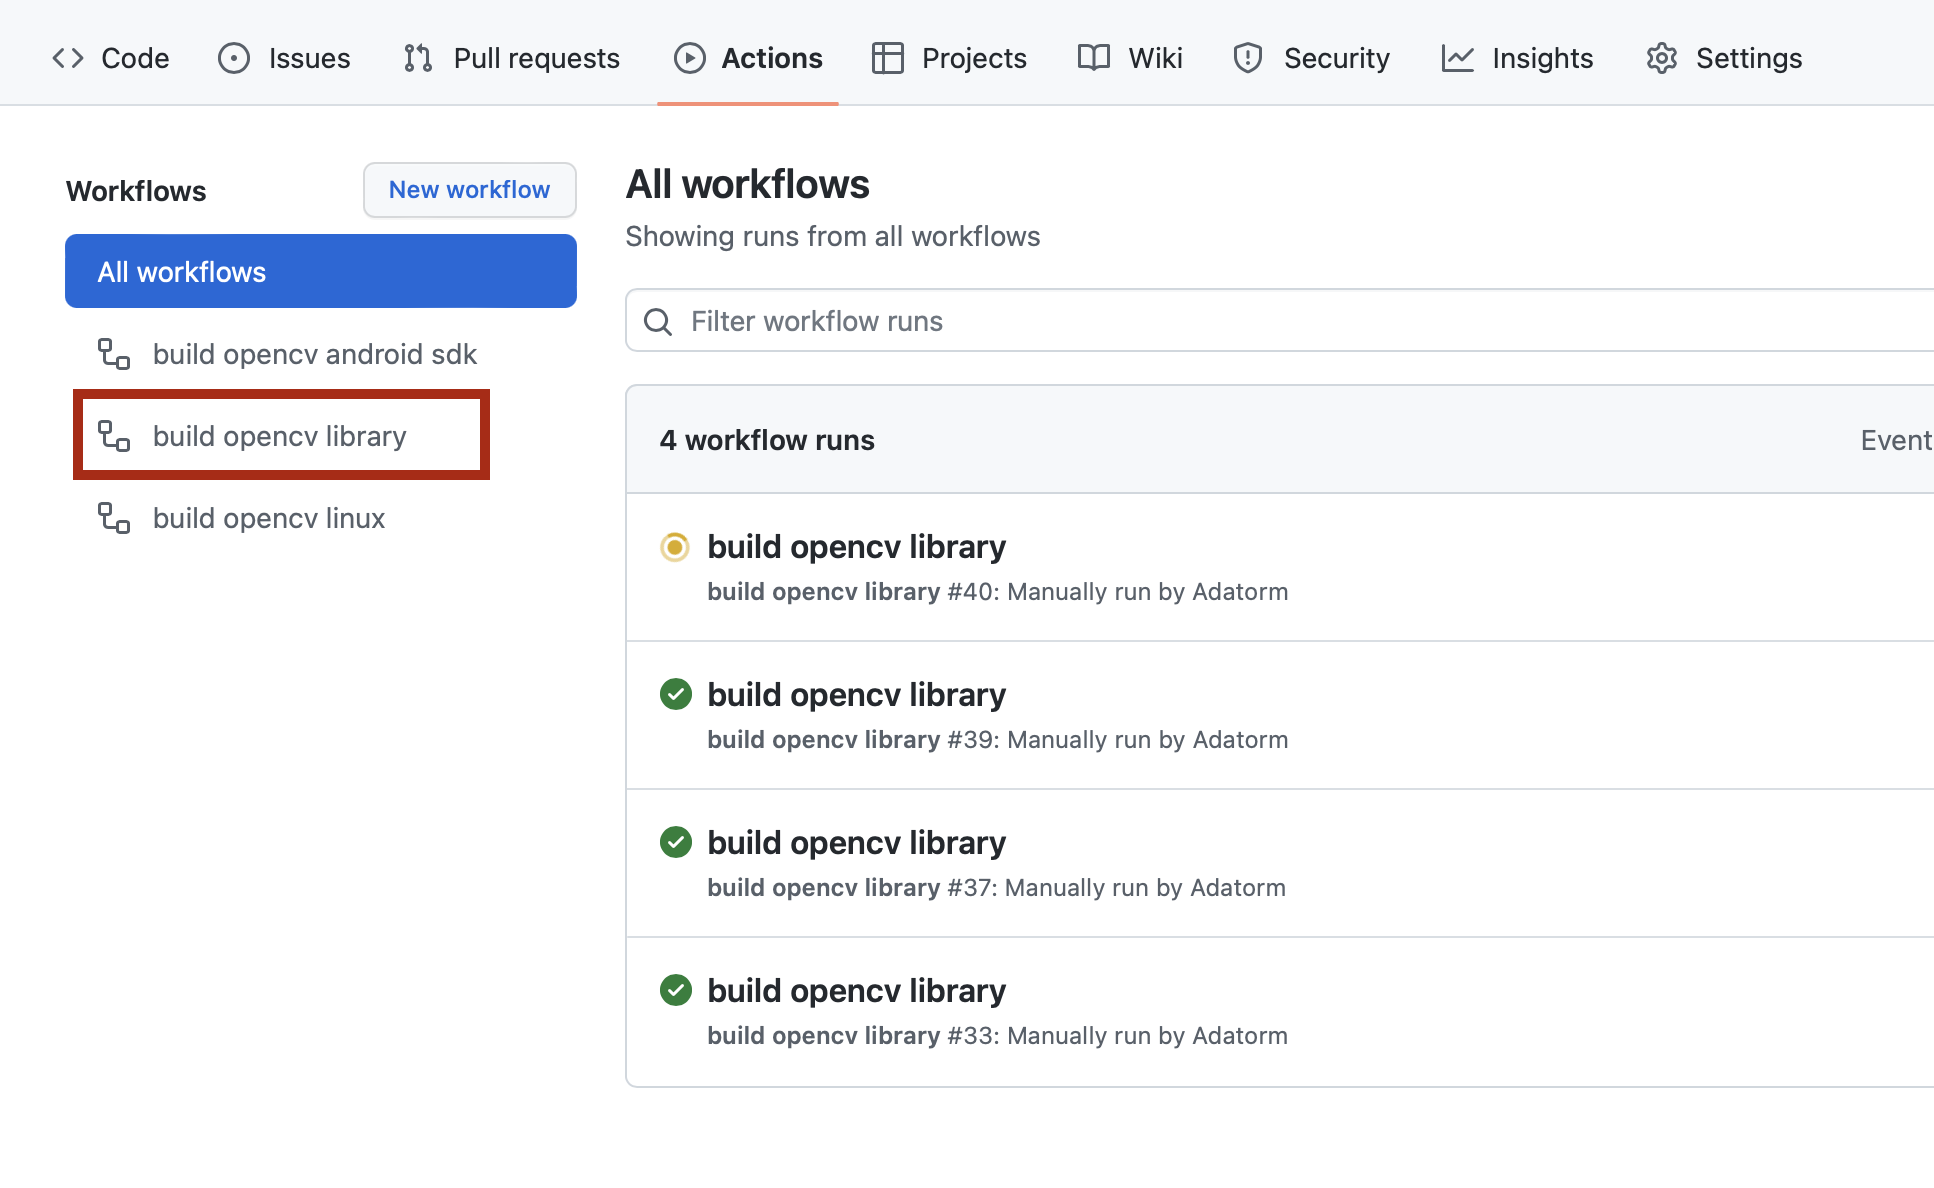 Code Issues Pull requests Actions Projects Wiki Security Insights Settings
Workflows
New workflow
All workflows
build opencv android sdk
build opencv library
build opencv linux
All workflows
Showing runs from all workflows
Filter workflow runs
4 workflow runs
Event
build opencv library
build opencv library #40: Manually run by Adatorm
build opencv library
build opencv library #39: Manually run by Adatorm
build opencv library
build opencv library #37: Manually run by Adatorm
build opencv library
build opencv library #33: Manually run by Adatorm